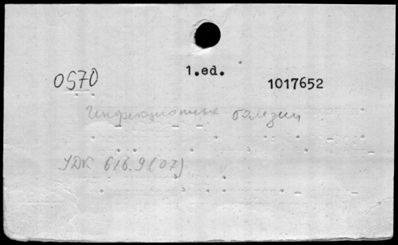 1.ed.
0570 1017652
Инфекционные болезни
УДК 616.9(07)